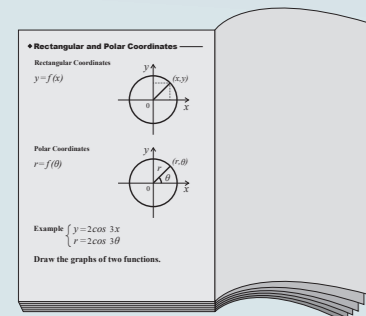 ◆Rectangular and Polar Coordinates
Rectangular Coordinates
y=f(x)
y
(x,y)
0
x
Polar Coordinates
r=f(θ)
y
(r,θ)
r
θ
0
x
Example { y=2cos 3x
r=2cos 3θ
Draw the graphs of two functions.